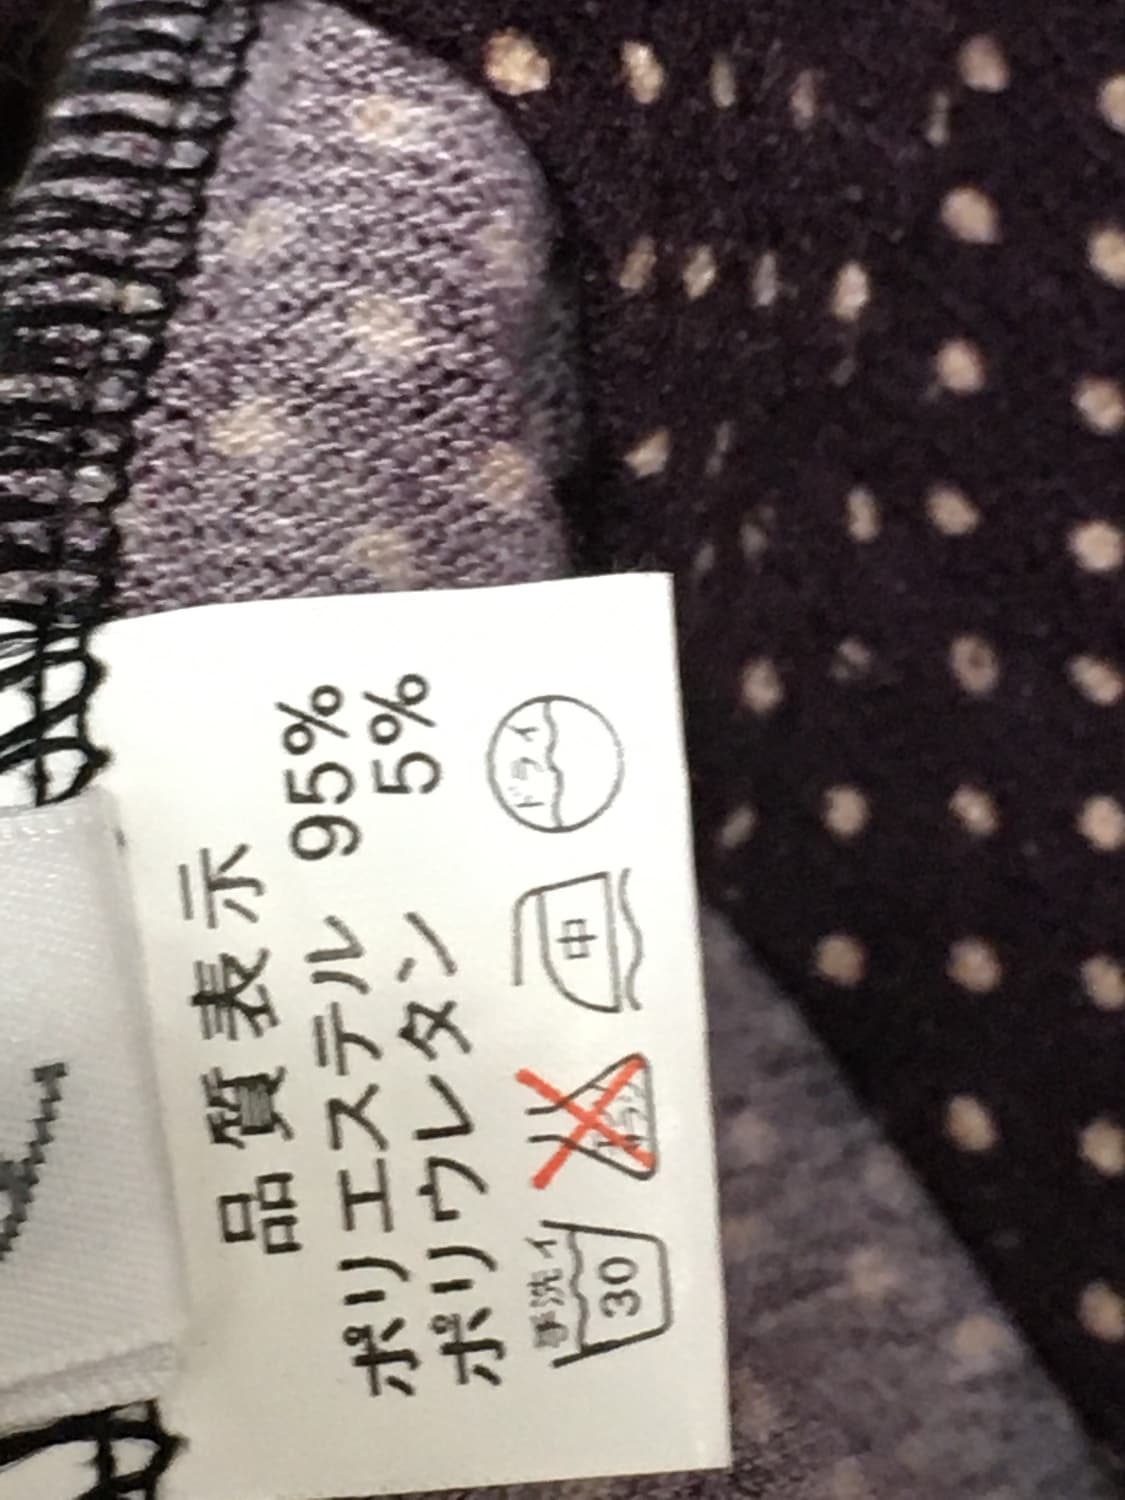 品質表示
ポリエステル 95%
ポリウレタン 5%
手洗イ 30 中 ドライ